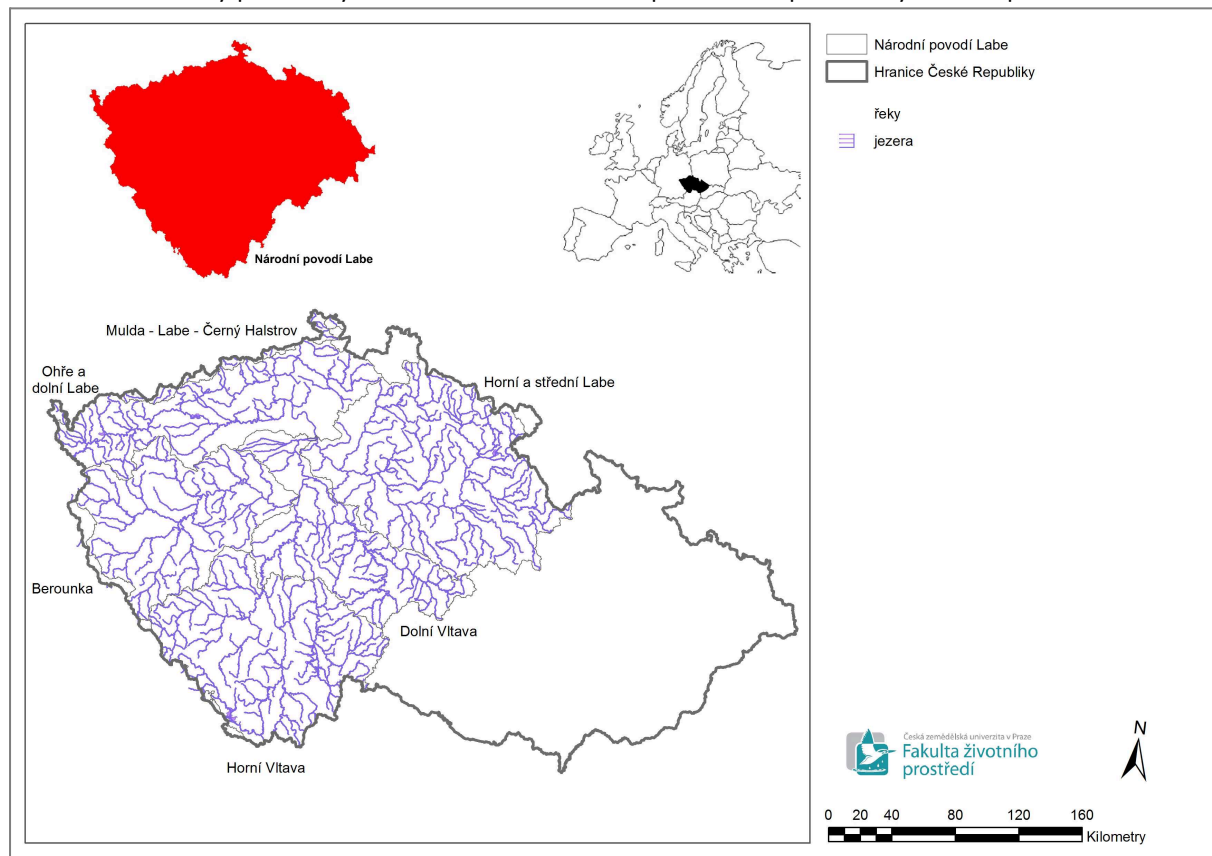 Národní povodí Labe
Národní povodí Labe
Hranice České Republiky
řeky
jezera
Mulda - Labe - Černý Halstrov
Ohře a
dolní Labe
Horní a střední Labe
Berounka
Dolní Vltava
Horní Vltava
Česká zemědělská univerzita v Praze
Fakulta životního
prostředí
N
0 20 40 80 120 160
Kilometry